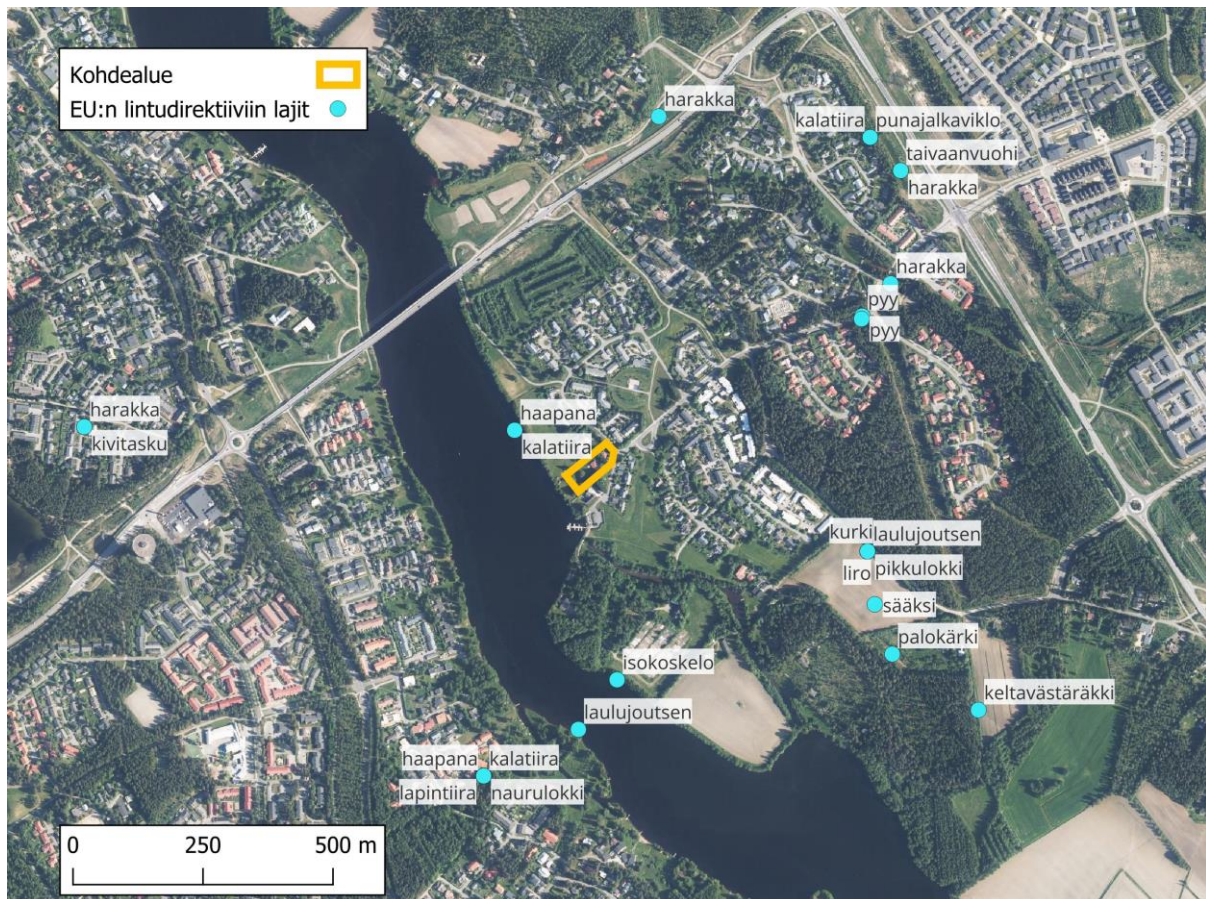 Kohdealue
EU:n lintudirektiiviin lajit
harakka
kalatiira punajalkaviklo
taivaanvuohi
harakka
harakka
pyy
pyy
harakka
kivitasku
haapana
kalatiira
kurki laulujoutsen
liro pikkulokki
sääksi
palokärki
isokoskelo
keltavästäräkki
laulujoutsen
haapana kalatiira
lapintiira naurulokki
0 250 500 m